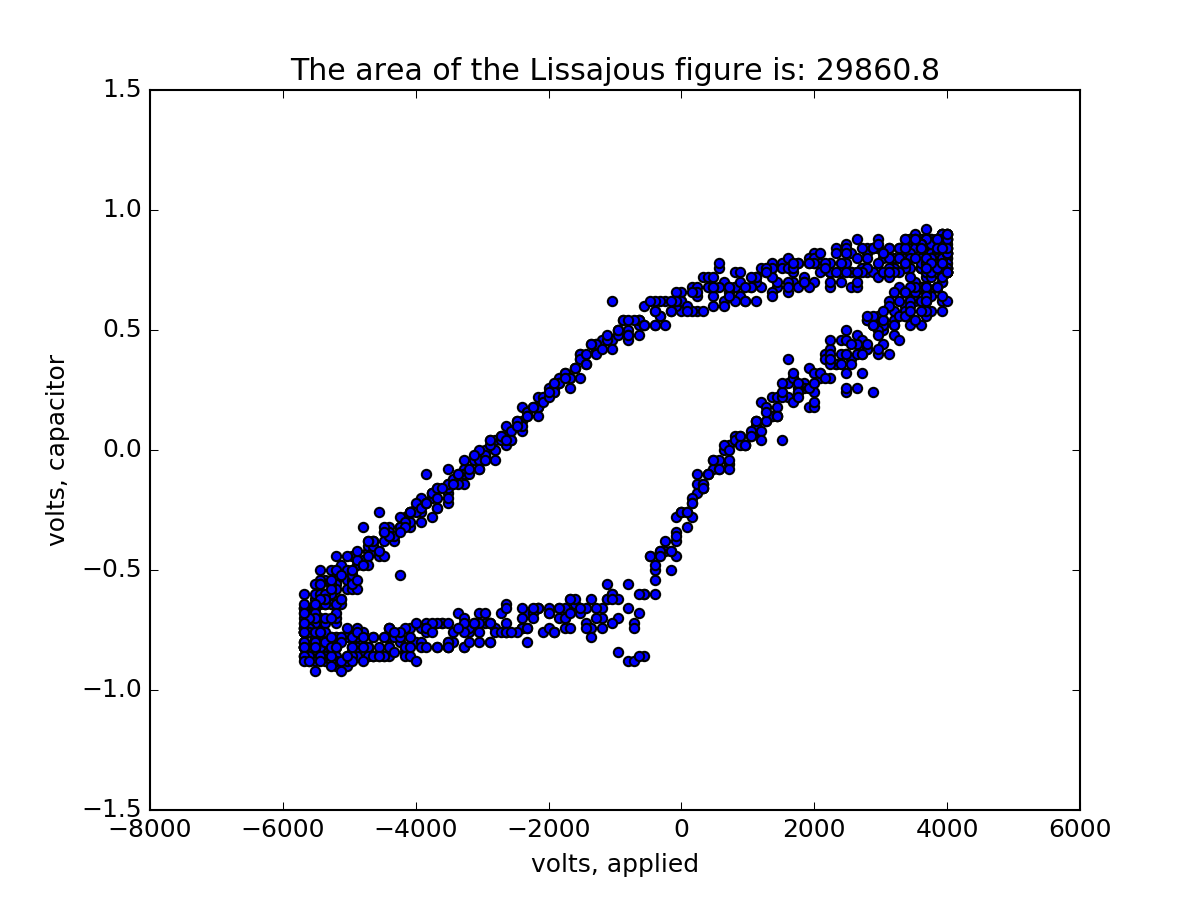 The area of the Lissajous figure is: 29860.8
1.5
1.0
0.5
0.0
−0.5
−1.0
−1.5
volts, capacitor
−8000 −6000 −4000 −2000 0 2000 4000 6000
volts, applied